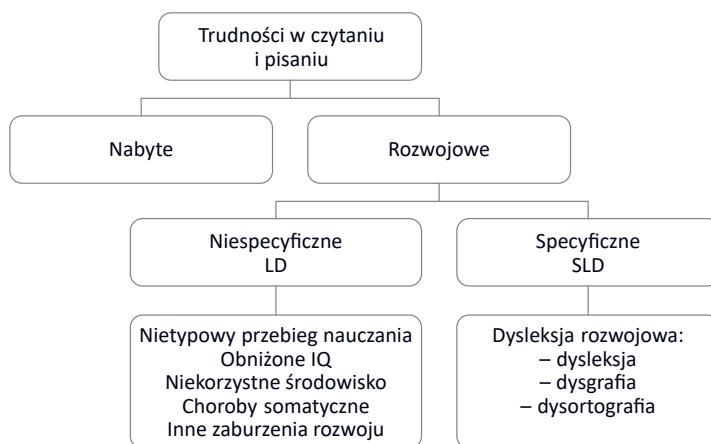 Trudności w czytaniu
i pisaniu
Nabyte
Rozwojowe
Niespecyficzne
LD
Specyficzne
SLD
Nietypowy przebieg nauczania
Obniżone IQ
Niekorzystne środowisko
Choroby somatyczne
Inne zaburzenia rozwoju
Dysleksja rozwojowa:
– dysleksja
– dysgrafia
– dysortografia